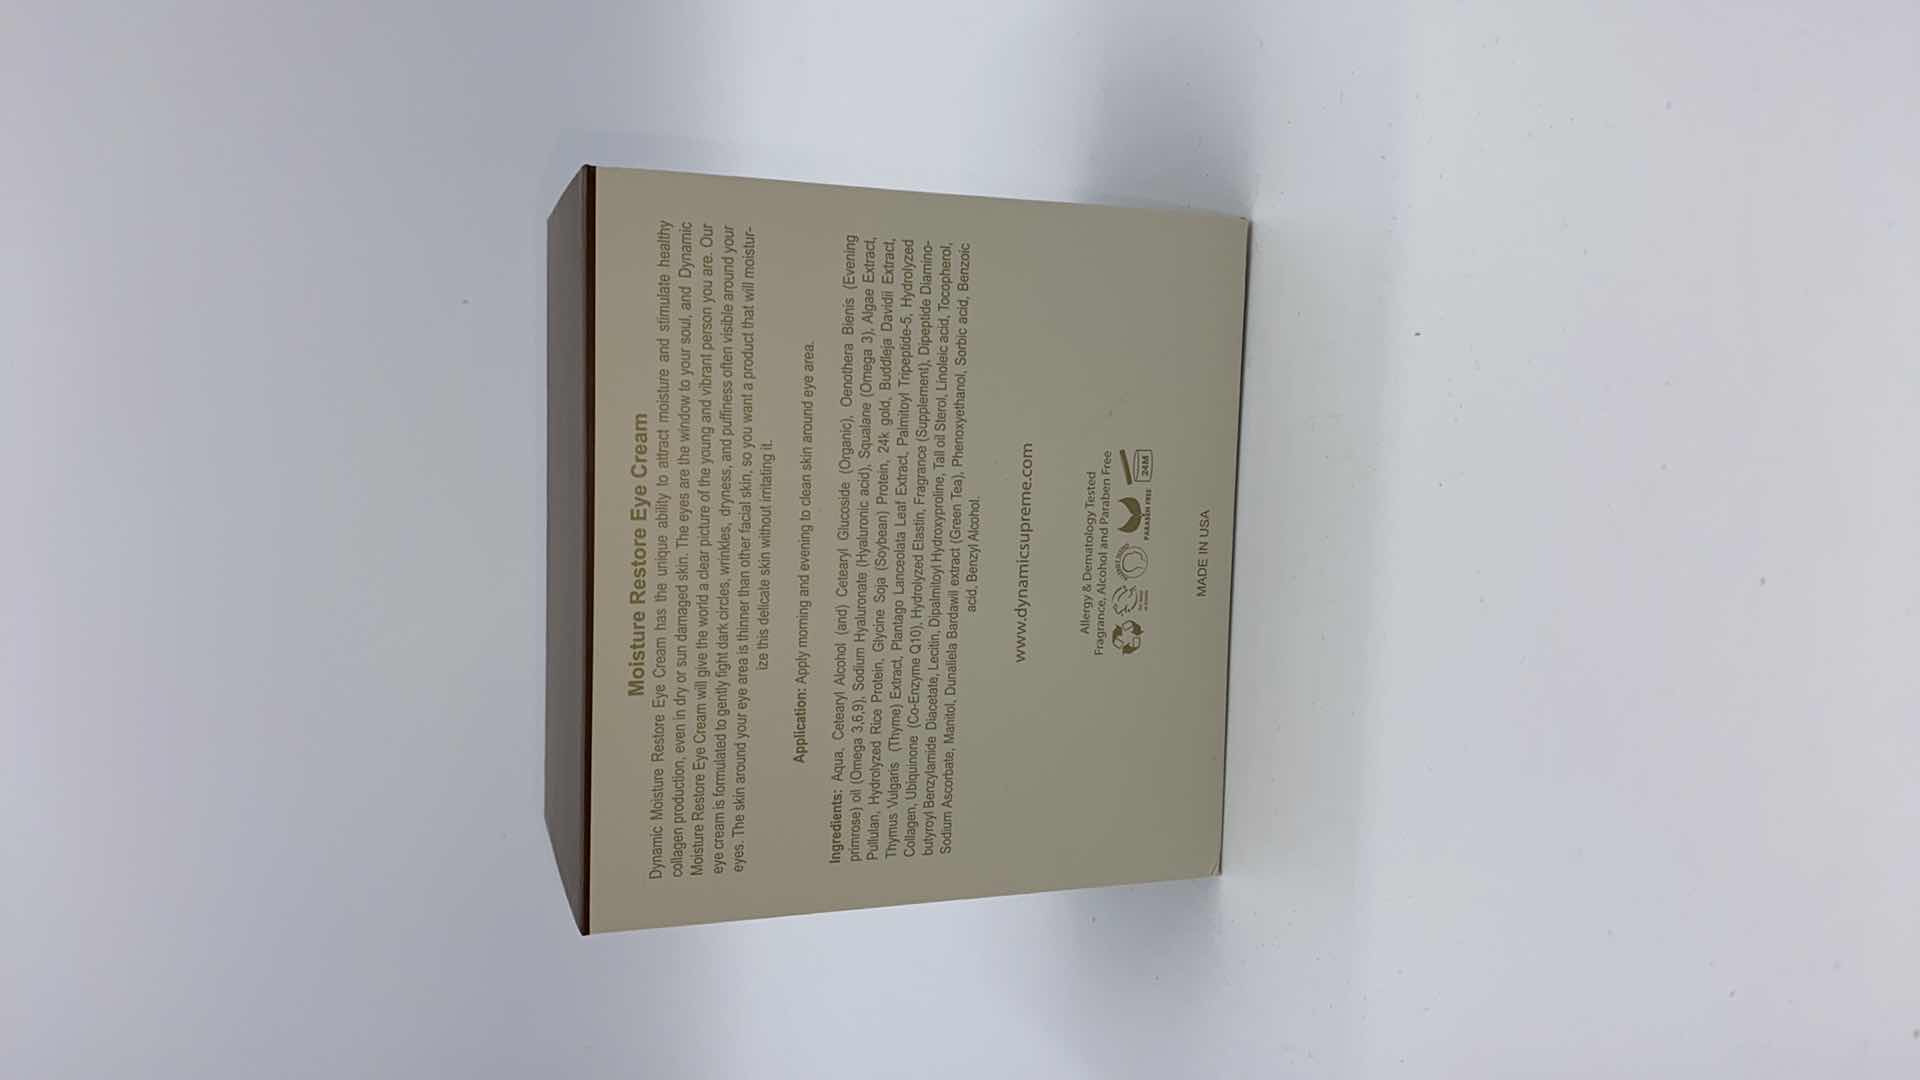 Moisture Restore Eye Cream
Dynamic Moisture Restore Eye Cream has the unique ability to attract moisture and stimulate healthy
collagen production, even in dry or sun damaged skin. The eyes are the window to your soul, and Dynamic
Moisture Restore Eye Cream will give the world a clear picture of the young and vibrant person you are. Our
eye cream is formulated to gently fight dark circles, wrinkles, dryness, and puffiness often visible around your
eyes. The skin around your eye area is thinner than other facial skin, so you want a product that will moistur-
ize this delicate skin without irritating it.
Application: Apply morning and evening to clean skin around eye area.
Ingredients: Aqua, Cetearyl Alcohol (and) Cetearyl Glucoside (Organic), Oenothera Bienis (Evening
primrose) oil (Omega 3,6,9), Sodium Hyaluronate (Hyaluronic acid), Squalane (Omega 3), Algae Extract,
Pullulan, Hydrolyzed Rice Protein, Glycine Soja (Soybean) Protein, 24k gold, Buddleja Davidii Extract,
Thymus Vulgaris (Thyme) Extract, Plantago Lanceolata Leaf Extract, Palmitoyl Tripeptide-5, Hydrolyzed
Collagen, Ubiquinone (Co-Enzyme Q10), Hydrolyzed Elastin, Fragrance (Supplement), Dipeptide Diamino-
butyroyl Benzylamide Diacetate, Lecitin, Dipalmitoyl Hydroxyproline, Tall oil Sterol, Linoleic acid, Tocopherol,
Sodium Ascorbate, Manitol, Dunaliela Bardawil extract (Green Tea), Phenoxyethanol, Sorbic acid, Benzoic
acid, Benzyl Alcohol.
www.dynamicsupreme.com
Allergy & Dematology Tested
Fragrance, Alcohol and Paraben Free
PARABEN FREE
24M
MADE IN USA